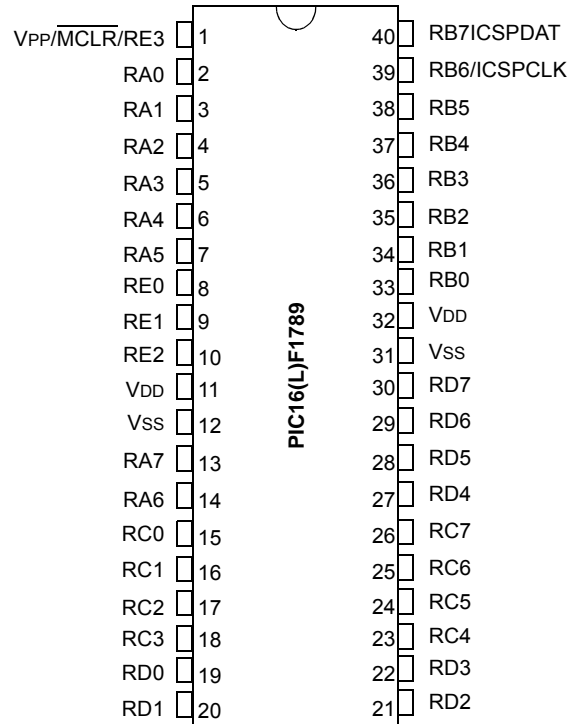 VPP/MCLR/RE3 1 40 RB7ICSPDAT
RA0 2 39 RB6/ICSPCLK
RA1 3 38 RB5
RA2 4 37 RB4
RA3 5 36 RB3
RA4 6 35 RB2
RA5 7 34 RB1
RE0 8 33 RB0
RE1 9 32 VDD
RE2 10 31 VSS
VDD 11 30 RD7
VSS 12 29 RD6
RA7 13 28 RD5
RA6 14 27 RD4
RC0 15 26 RC7
RC1 16 25 RC6
RC2 17 24 RC5
RC3 18 23 RC4
RD0 19 22 RD3
RD1 20 21 RD2
PIC16(L)F1789